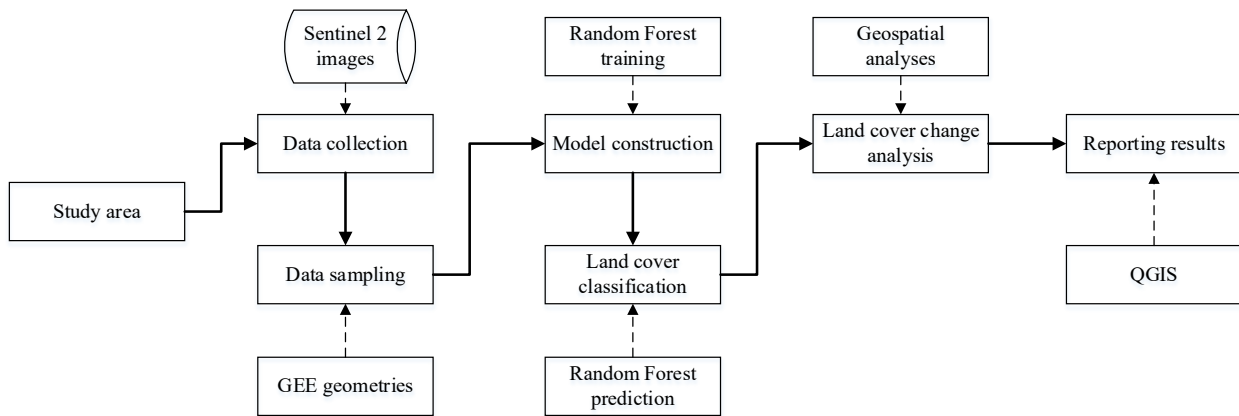 Sentinel 2
images
Random Forest
training
Geospatial
analyses
Data collection
Model construction
Land cover change
analysis
Reporting results
Study area
Data sampling
Land cover
classification
QGIS
GEE geometries
Random Forest
prediction